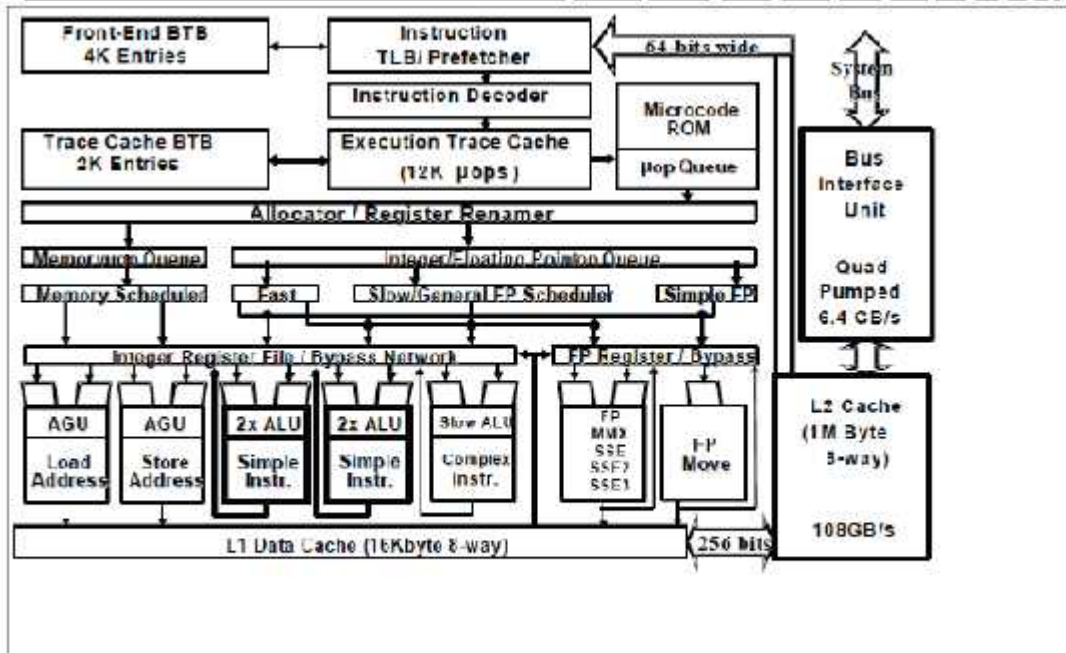 Front-End BTB
4K Entries
Instruction
TLB/ Prefetcher
64-bits wide
System
Bus
Instruction Decoder
Microcode
ROM
Trace Cache BTB
2K Entries
Execution Trace Cache
(12K µops)
µop Queue
Bus
Interface
Unit
Quad
Pumped
6.4 GB/s
Allocator / Register Renamer
Memory uop Queue
Integer/Floating Point uop Queue
Memory Scheduler
Fast
Slow/General FP Scheduler
Simple FP
Integer Register File / Bypass Network
FP Register / Bypass
AGU
Load
Address
AGU
Store
Address
2x ALU
Simple
Instr.
2x ALU
Simple
Instr.
Slow ALU
Complex
Instr.
FP
MMX
SSE
SSE2
SSE3
FP
Move
L2 Cache
(1M Byte
8-way)
108GB/s
L1 Data Cache (16Kbyte 8-way)
256 bits